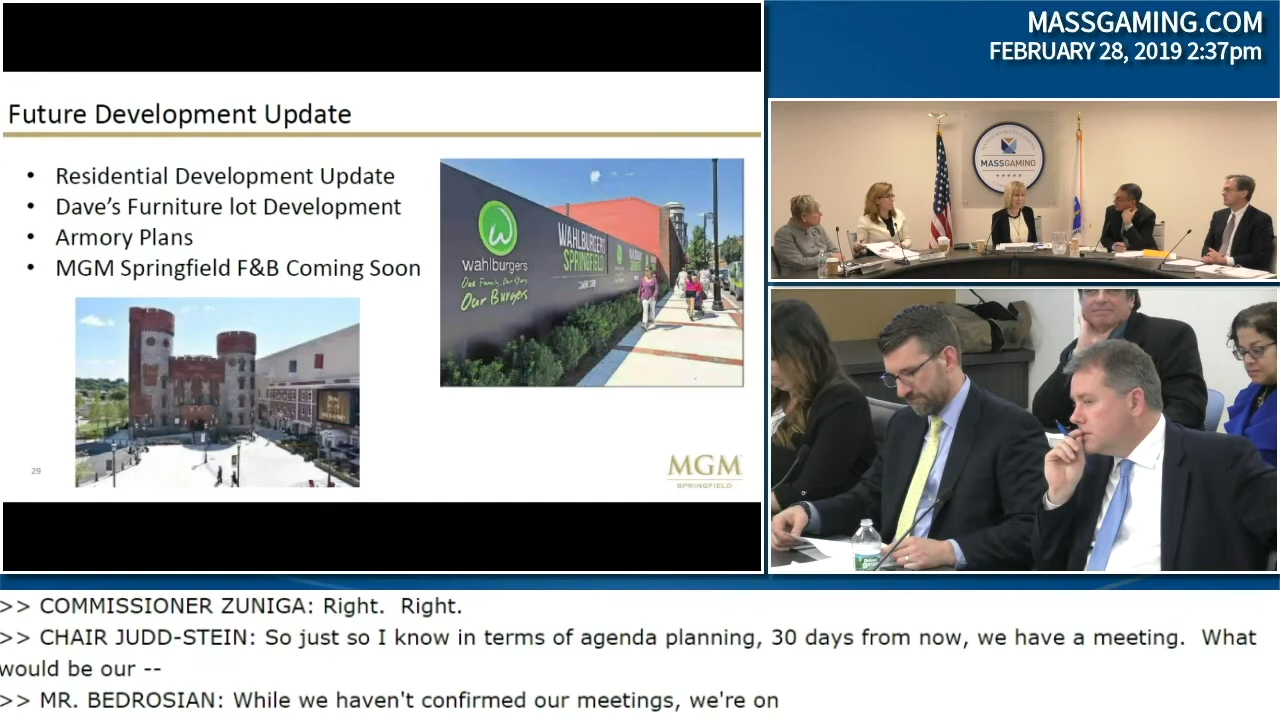 MASSGAMING.COM
FEBRUARY 28, 2019 2:37pm
Future Development Update
• Residential Development Update
• Dave's Furniture lot Development
• Armory Plans
• MGM Springfield F&B Coming Soon
wahlburgers
Our Family, Our Story,
Our Burgers
WAHLBURGERS
SPRINGFIELD
29
MGM
SPRINGFIELD
MASSGAMING
>> COMMISSIONER ZUNIGA: Right. Right.
>> CHAIR JUDD-STEIN: So just so I know in terms of agenda planning, 30 days from now, we have a meeting. What
would be our --
>> MR. BEDROSIAN: While we haven't confirmed our meetings, we're on